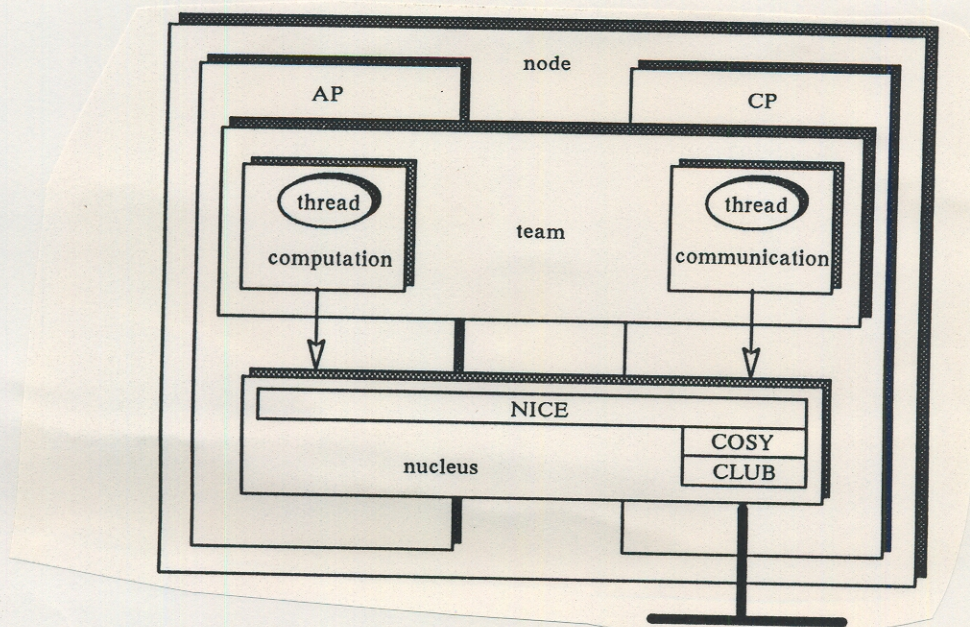 node
AP
CP
thread
thread
team
computation
communication
NICE
COSY
nucleus
CLUB